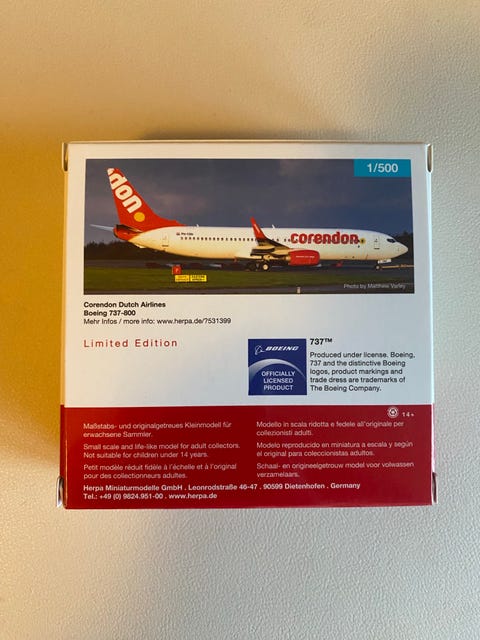 1/500
don.
corendon
Photo by Matthew Varley
Corendon Dutch Airlines
Boeing 737-800
Mehr Infos / more info: www.herpa.de/?531399
Limited Edition
BOEING
OFFICIALLY
LICENSED
PRODUCT
737™
Produced under license. Boeing,
737 and the distinctive Boeing
logos, product markings and
trade dress are trademarks of
The Boeing Company.
14+
Maßstabs- und originalgetreues Kleinmodell für
erwachsene Sammler.
Small scale and life-like model for adult collectors.
Not suitable for children under 14 years.
Petit modèle réduit fidèle à l'échelle et à l'original
pour des collectionneurs adultes.
Modello in scala ridotta e fedele all'originale per
collezionisti adulti.
Modelo reproducido en miniatura a escala y según
el original para coleccionistas adultos.
Schaal- en origineelgetrouw model voor volwassen
verzamelaars.
Herpa Miniaturmodelle GmbH . Leonrodstraße 46-47 . 90599 Dietenhofen . Germany
Tel.: +49 (0) 9824.951-00 . www.herpa.de